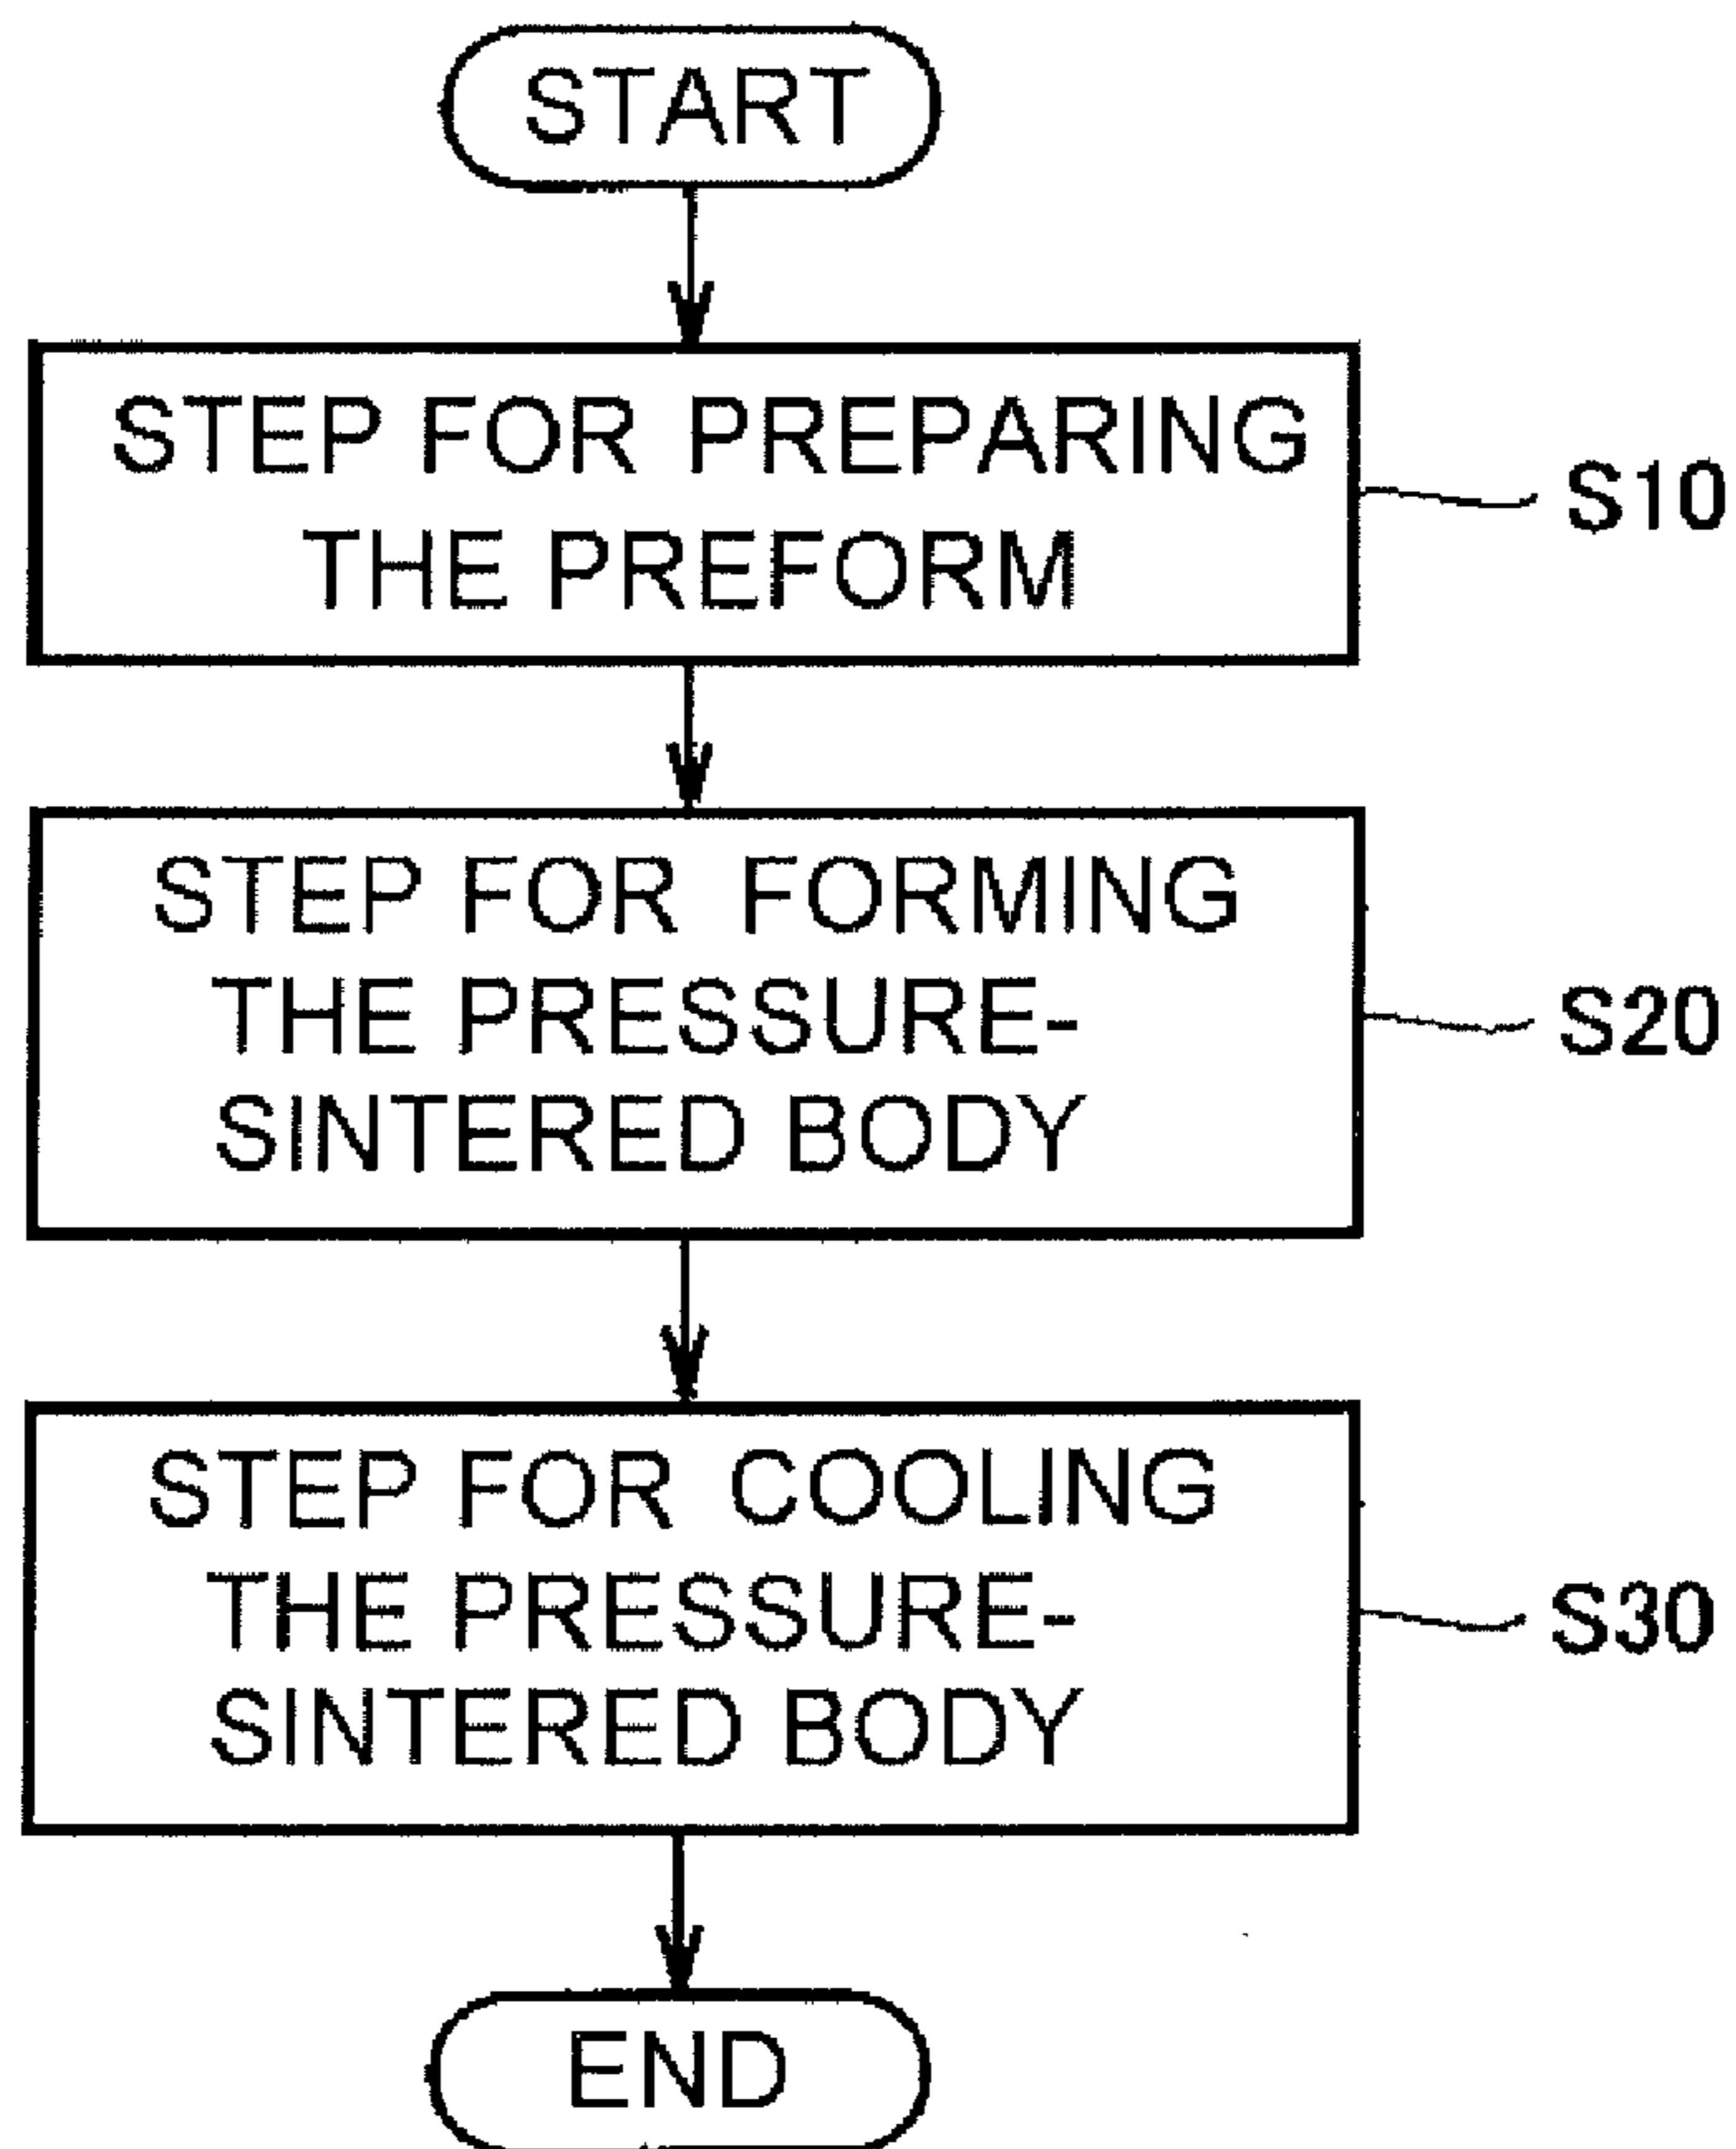 START
STEP FOR PREPARING
THE PREFORM
S10
STEP FOR FORMING
THE PRESSURE-
SINTERED BODY
S20
STEP FOR COOLING
THE PRESSURE-
SINTERED BODY
S30
END